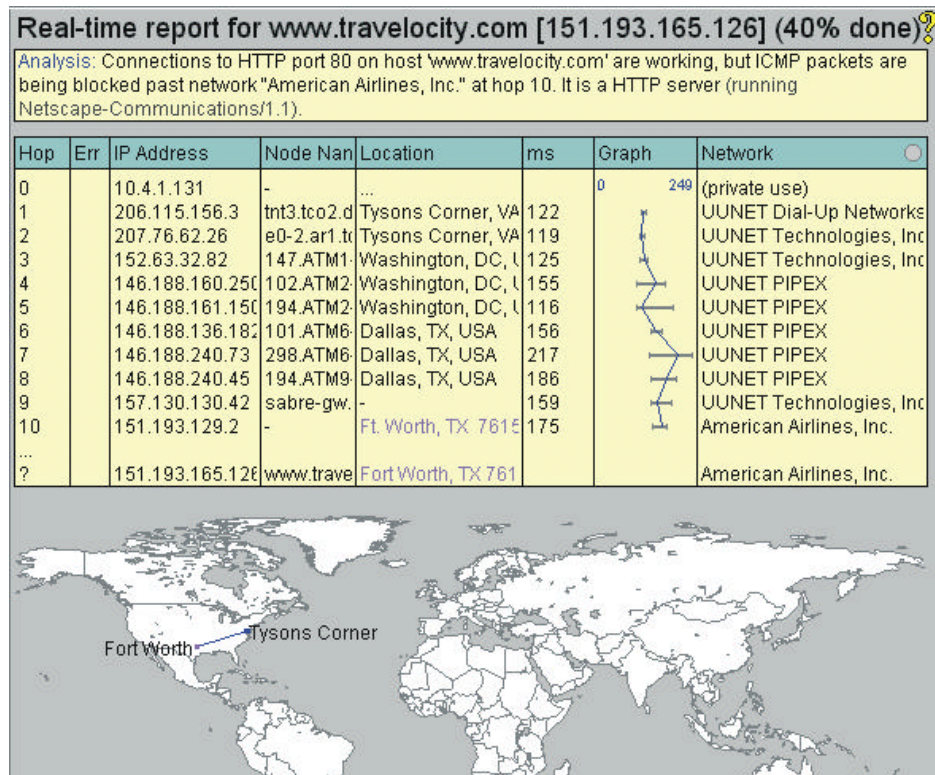 Real-time report for www.travelocity.com [151.193.165.126] (40% done)?
Analysis: Connections to HTTP port 80 on host 'www.travelocity.com' are working, but ICMP packets are
being blocked past network "American Airlines, Inc." at hop 10. It is a HTTP server (running
Netscape-Communications/1.1).
Hop Err IP Address Node Nan Location ms Graph Network
0 10.4.1.131 - ... 0 249 (private use)
1 206.115.156.3 tnt3.tco2.d Tysons Corner, VA 122 UUNET Dial-Up Networks
2 207.76.62.26 e0-2.ar1.to Tysons Corner, VA 119 UUNET Technologies, Inc
3 152.63.32.82 147.ATM1- Washington, DC, U 125 UUNET Technologies, Inc
4 146.188.160.250 102.ATM2- Washington, DC, U 155 UUNET PIPEX
5 146.188.161.150 194.ATM2- Washington, DC, U 116 UUNET PIPEX
6 146.188.136.182 101.ATM6- Dallas, TX, USA 156 UUNET PIPEX
7 146.188.240.73 298.ATM6- Dallas, TX, USA 217 UUNET PIPEX
8 146.188.240.45 194.ATM9- Dallas, TX, USA 186 UUNET PIPEX
9 157.130.130.42 sabre-gw. - 159 UUNET Technologies, Inc
10 151.193.129.2 - Ft. Worth, TX 7615 175 American Airlines, Inc.
...
? 151.193.165.126 www.trave Fort Worth, TX 761 American Airlines, Inc.
Tysons Corner
Fort Worth